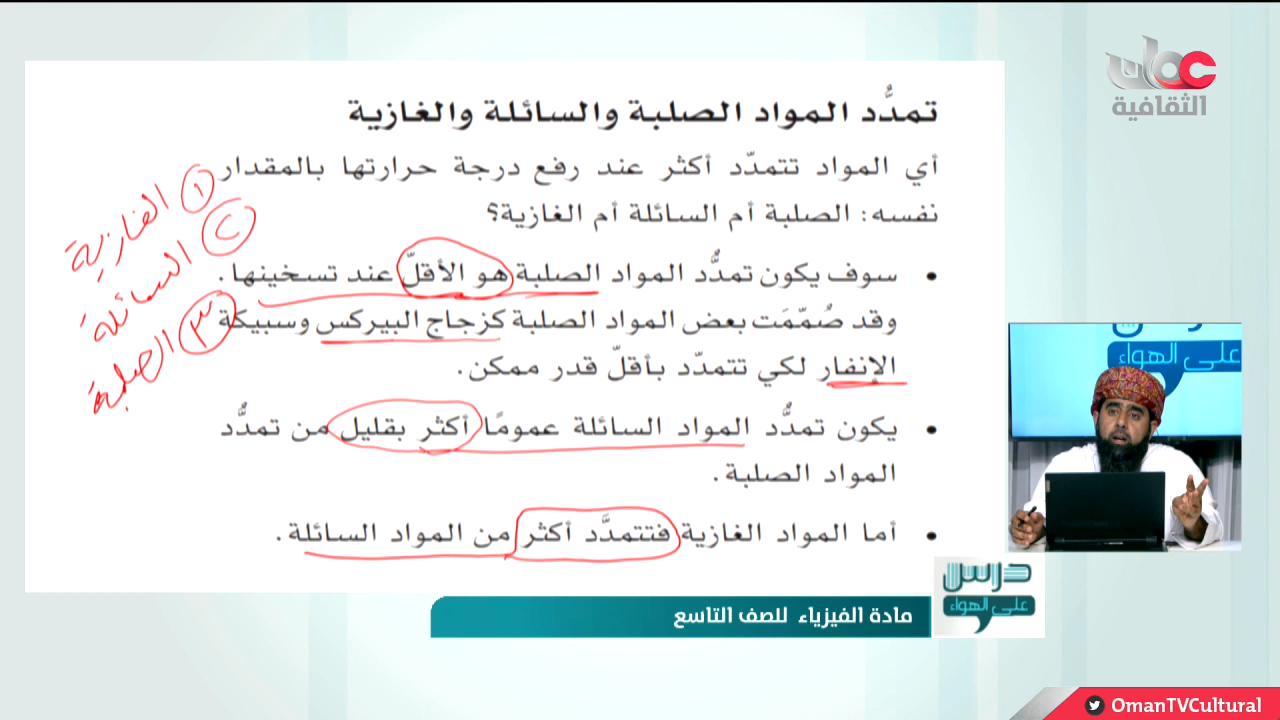 عمان
الثقافية
تمدُّد المواد الصلبة والسائلة والغازية
أي المواد تتمدّد أكثر عند رفع درجة حرارتها بالمقدار
نفسه: الصلبة أم السائلة أم الغازية؟
• سوف يكون تمدُّد المواد الصلبة هو الأقلّ عند تسخينها.
وقد صُمّمَت بعض المواد الصلبة كزجاج البيركس وسبيكة
الإنفار لكي تتمدّد بأقلّ قدر ممكن.
• يكون تمدُّد المواد السائلة عمومًا أكثر بقليل من تمدُّد
المواد الصلبة.
• أما المواد الغازية فتتمدَّد أكثر من المواد السائلة.
١ الغازية
٢ السائلة
٣ الصلبة
على الهواء
درس
على الهواء
مادة الفيزياء للصف التاسع
OmanTVCultural